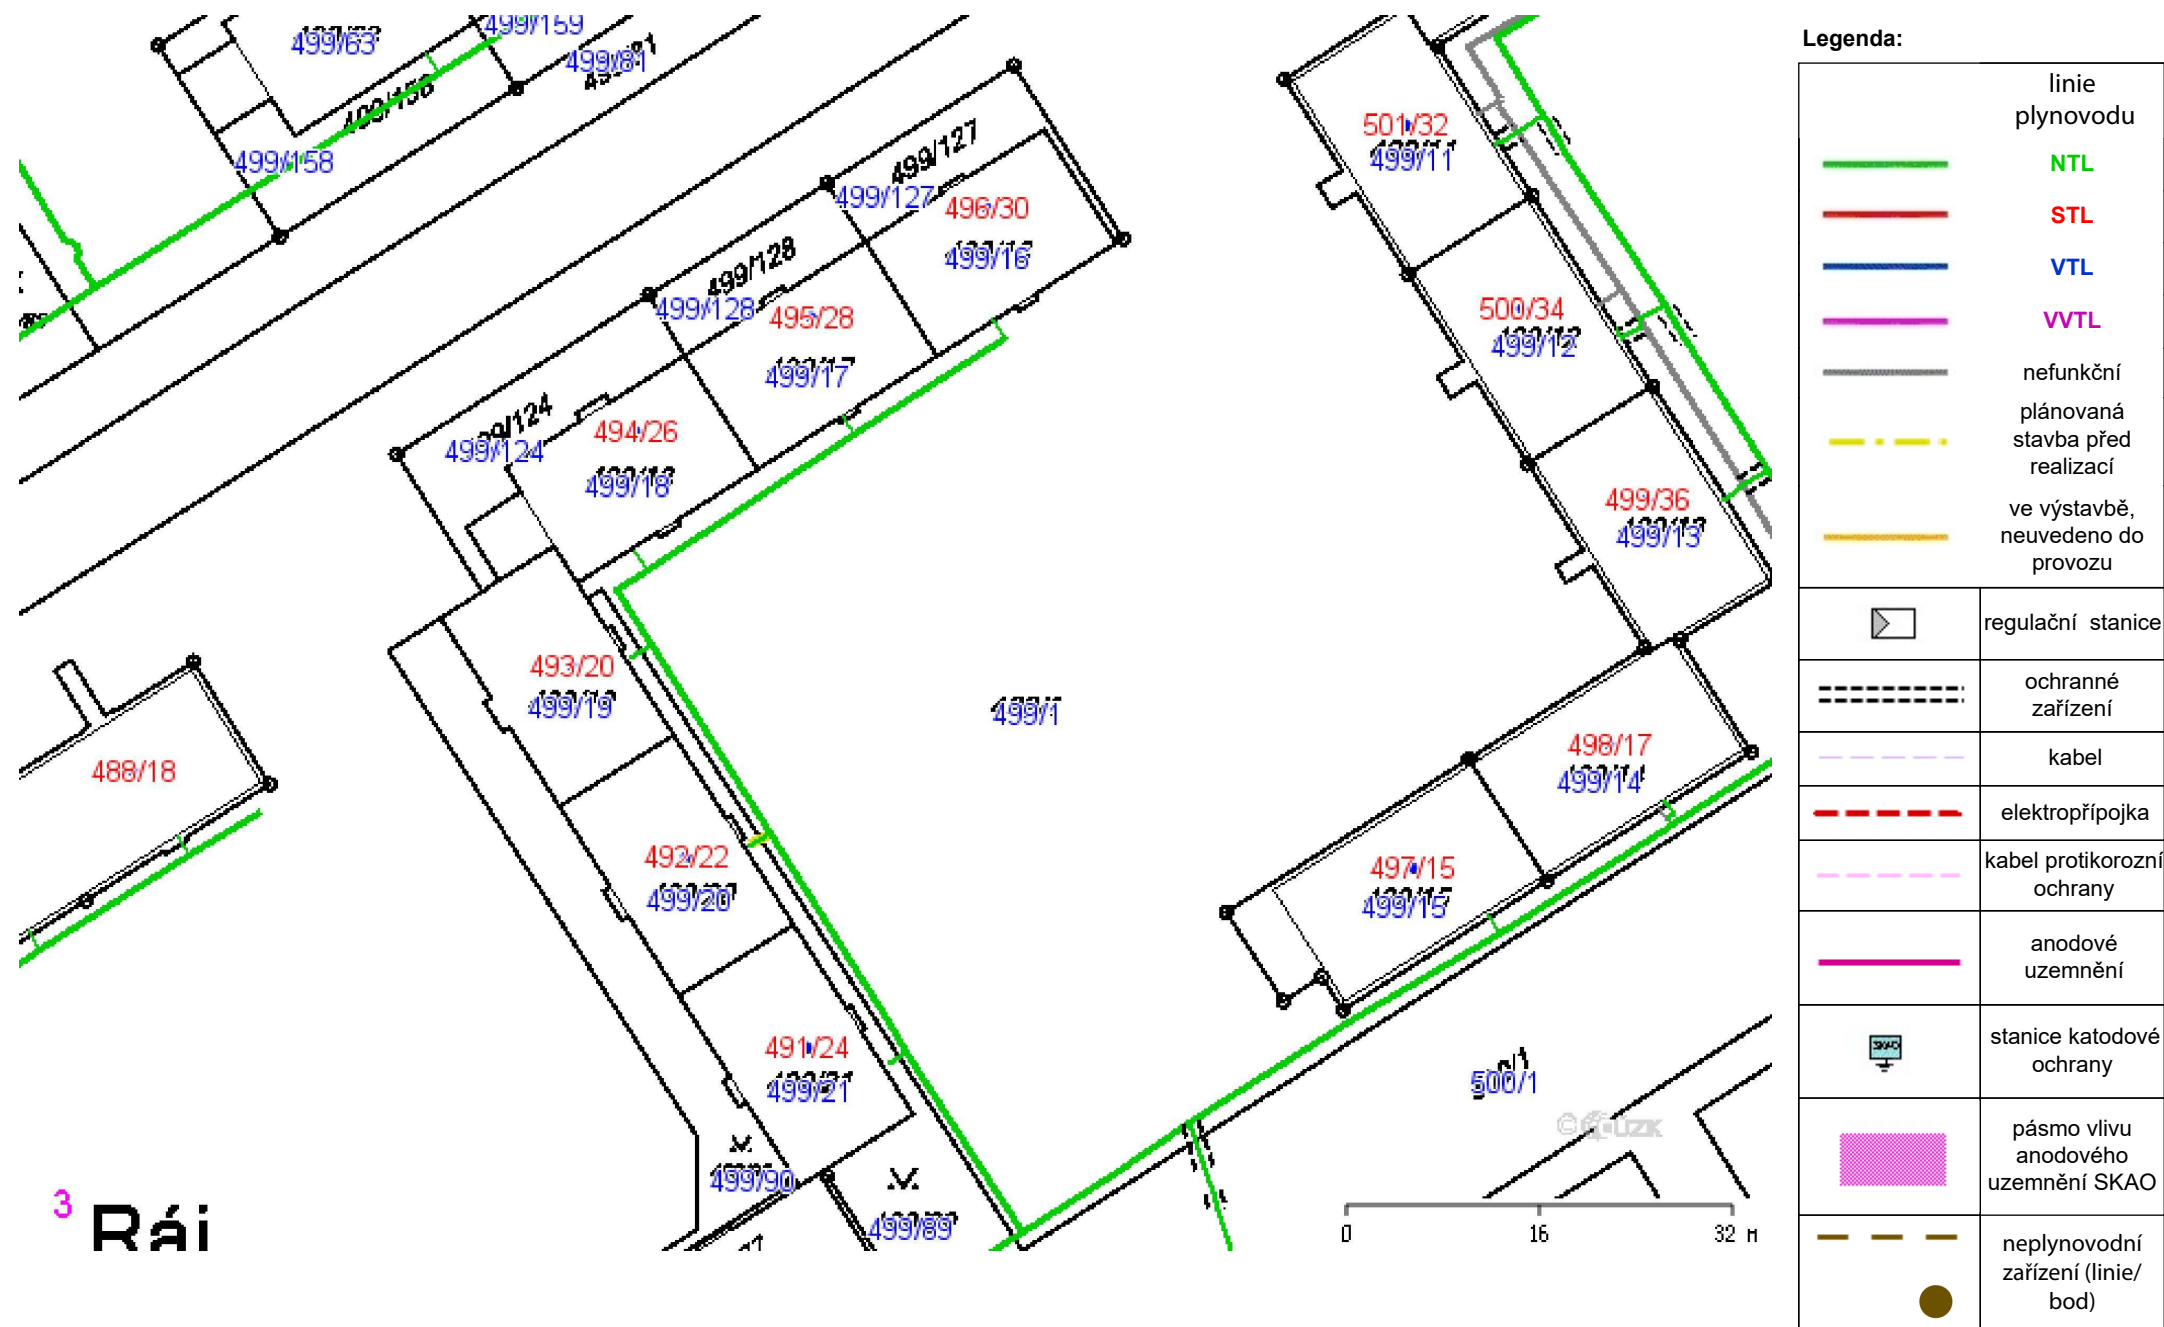 499/63
499/159
499/81
499/158
499/127
499/127
496/30
499/16
499/128
499/128
495/28
499/17
499/124
494/26
499/18
501/32
499/11
500/34
499/12
499/36
499/13
493/20
499/19
488/18
499/1
492/22
499/20
498/17
499/14
497/15
499/15
491/24
499/21
500/1
499/90
499/89
3
Ráj
0 16 32 M
Legenda:
linie
plynovodu
NTL
STL
VTL
VVTL
nefunkční
plánovaná
stavba před
realizací
ve výstavbě,
neuvedeno do
provozu
regulační stanice
ochranné
zařízení
kabel
elektropřípojka
kabel protikorozní
ochrany
anodové
uzemnění
SKAO
stanice katodové
ochrany
pásmo vlivu
anodového
uzemnění SKAO
neplynovodní
zařízení (linie/
bod)